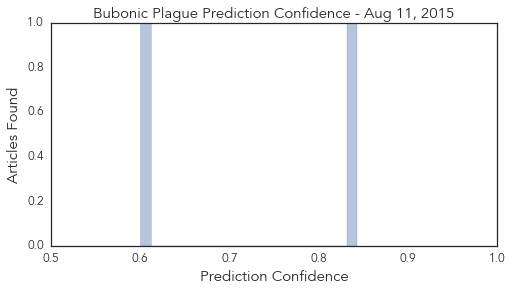 Bubonic Plague Prediction Confidence - Aug 11, 2015
1.0
0.8
0.6
0.4
0.2
0.0
Articles Found
0.5 0.6 0.7 0.8 0.9 1.0
Prediction Confidence